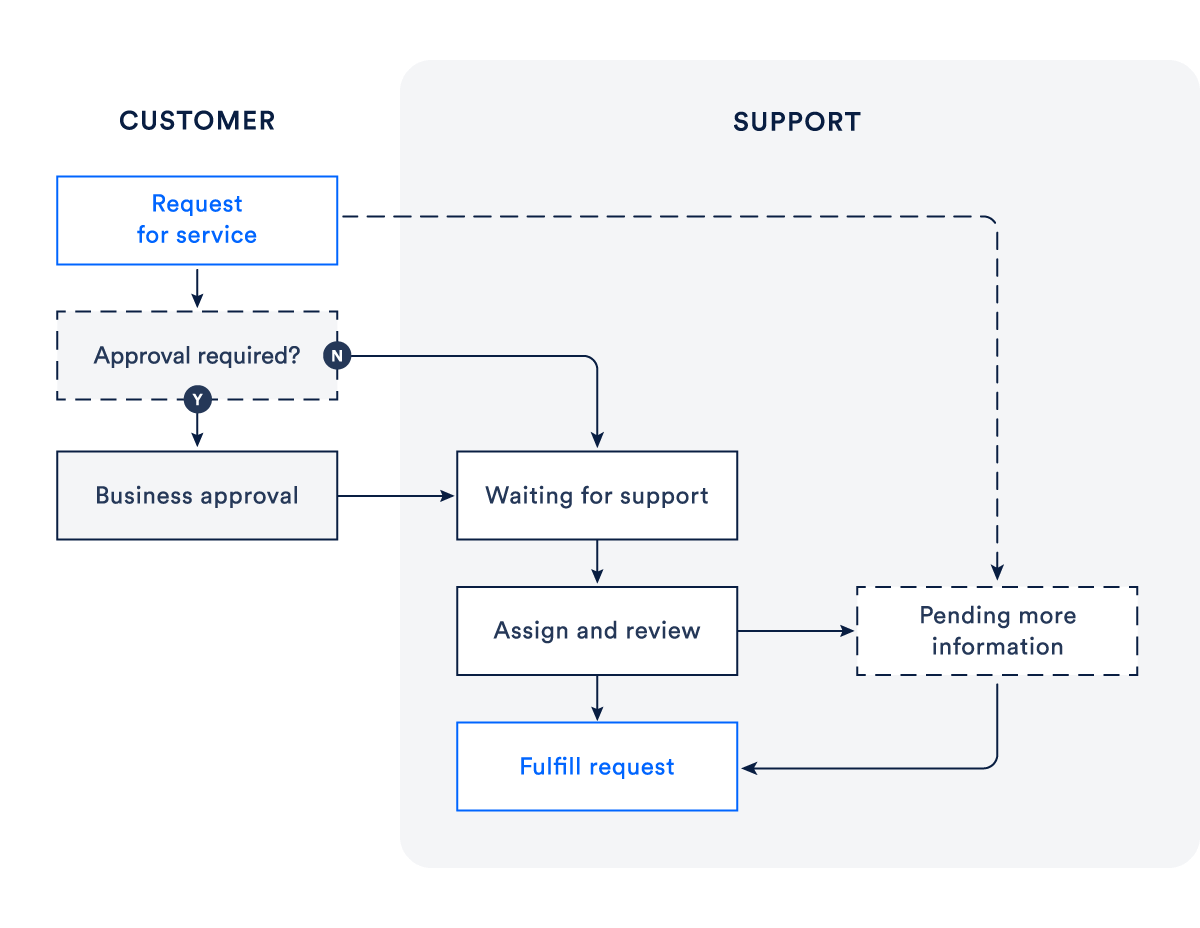 CUSTOMER
SUPPORT
Request
for service
Approval required?
N
Y
Business approval
Waiting for support
Assign and review
Pending more
information
Fulfill request